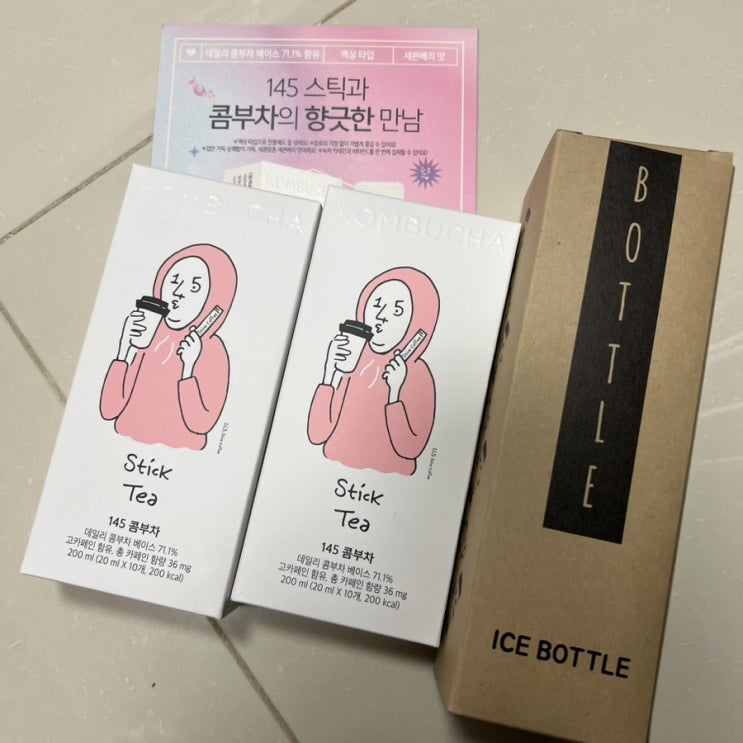 데일리 콤부차 베이스 71.1% 함유 액상 타입 세븐베리 맛
145 스틱과
콤부차의 향긋한 만남
KOMBUCHA
KOMBUCHA
145
Stick
Tea
145 콤부차
데일리 콤부차 베이스 71.1%
고카페인 함유, 총 카페인 함량 36 mg
200 ml (20 ml X 10개, 200 kcal)
KOMBUCHA
145
Stick
Tea
145 콤부차
데일리 콤부차 베이스 71.1%
고카페인 함유, 총 카페인 함량 36 mg
200 ml (20 ml X 10개, 200 kcal)
BOTTLE
ICE BOTTLE